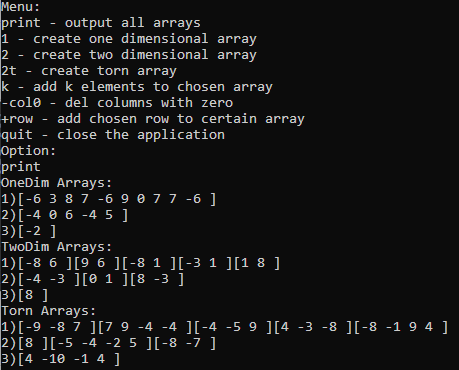 Menu:
print - output all arrays
1 - create one dimensional array
2 - create two dimensional array
2t - create torn array
k - add k elements to chosen array
-col0 - del columns with zero
+row - add chosen row to certain array
quit - close the application
Option:
print
OneDim Arrays:
1)[-6 3 8 7 -6 9 0 7 7 -6 ]
2)[-4 0 6 -4 5 ]
3)[-2 ]
TwoDim Arrays:
1)[-8 6 ][9 6 ][-8 1 ][-3 1 ][1 8 ]
2)[-4 -3 ][0 1 ][8 -3 ]
3)[8 ]
Torn Arrays:
1)[-9 -8 7 ][7 9 -4 -4 ][-4 -5 9 ][4 -3 -8 ][-8 -1 9 4 ]
2)[8 ][-5 -4 -2 5 ][-8 -7 ]
3)[4 -10 -1 4 ]